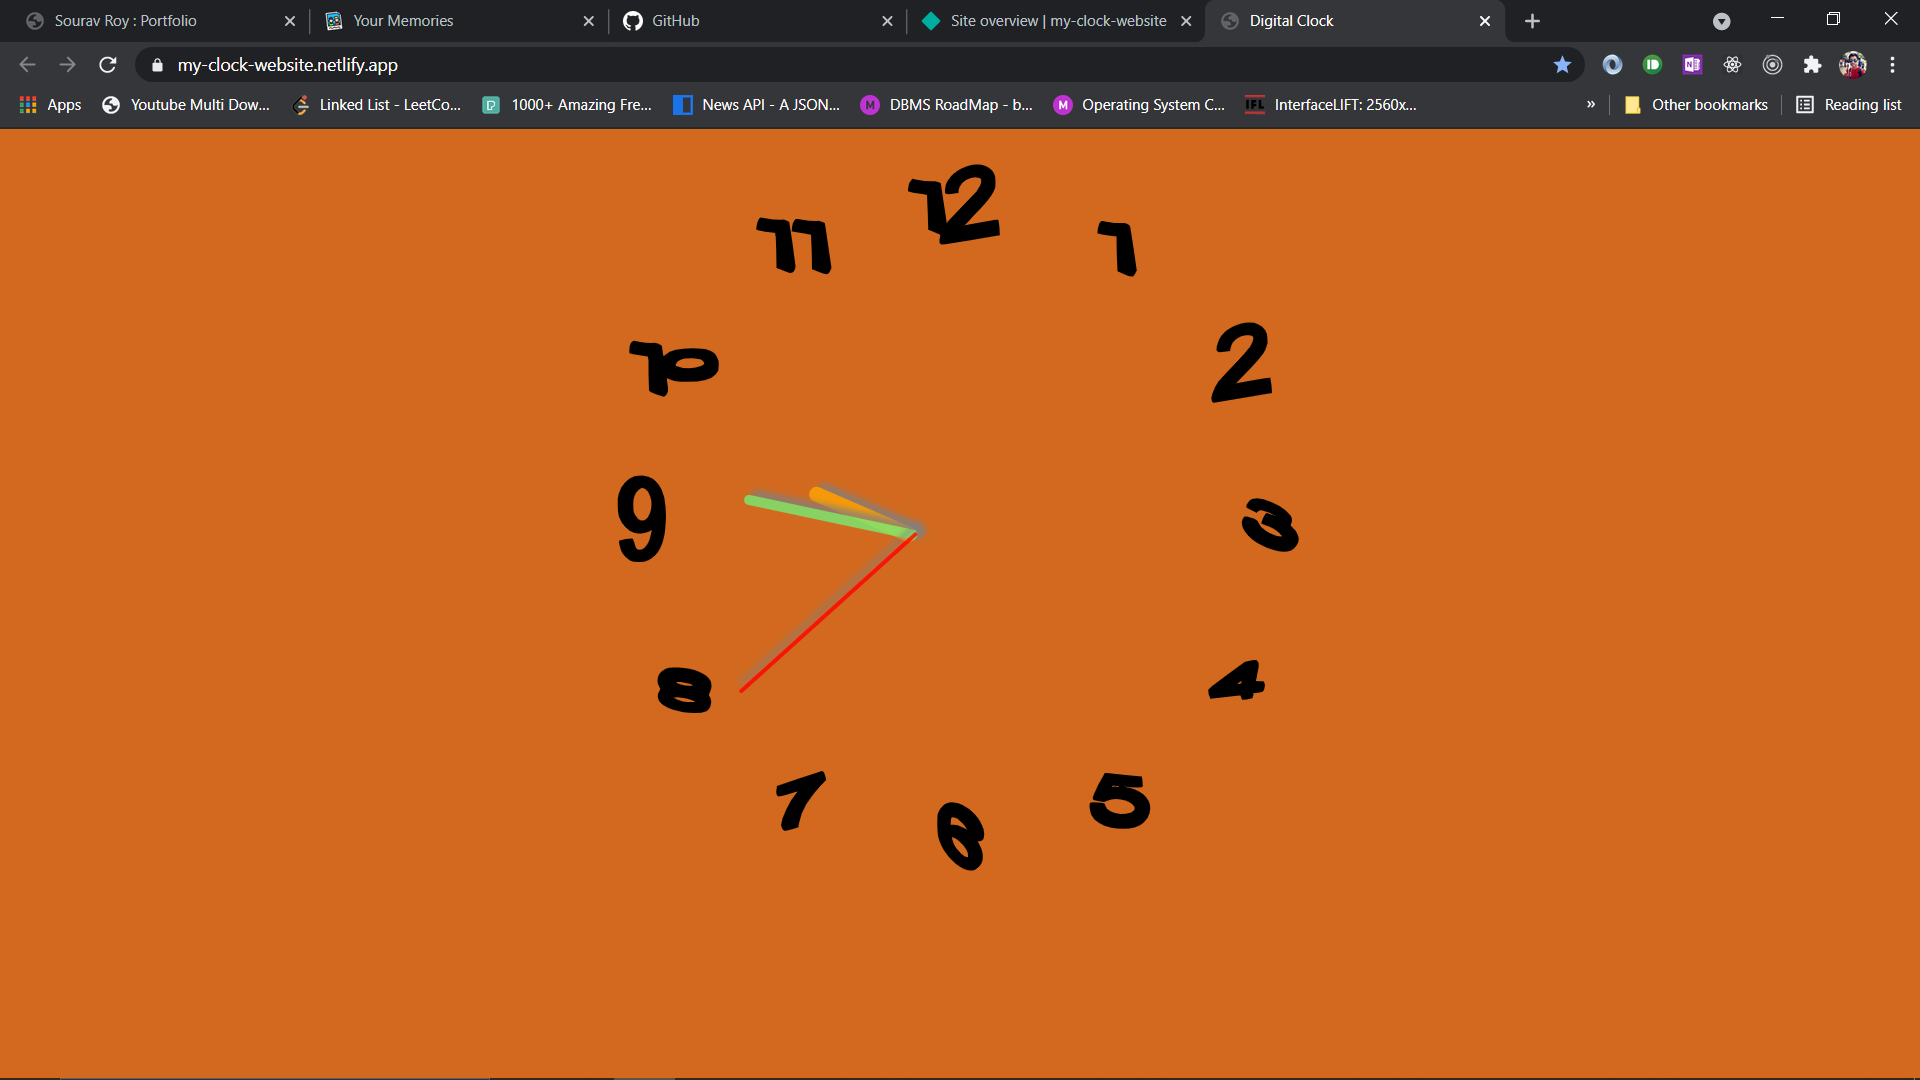 Sourav Roy : Portfolio
Your Memories
GitHub
Site overview | my-clock-website
Digital Clock
my-clock-website.netlify.app
Apps
Youtube Multi Dow...
Linked List - LeetCo...
1000+ Amazing Fre...
News API - A JSON...
M
DBMS RoadMap - b...
M
Operating System C...
IFL
InterfaceLIFT: 2560x...
»
Other bookmarks
Reading list
12
11
1
10
2
9
3
8
4
7
5
6